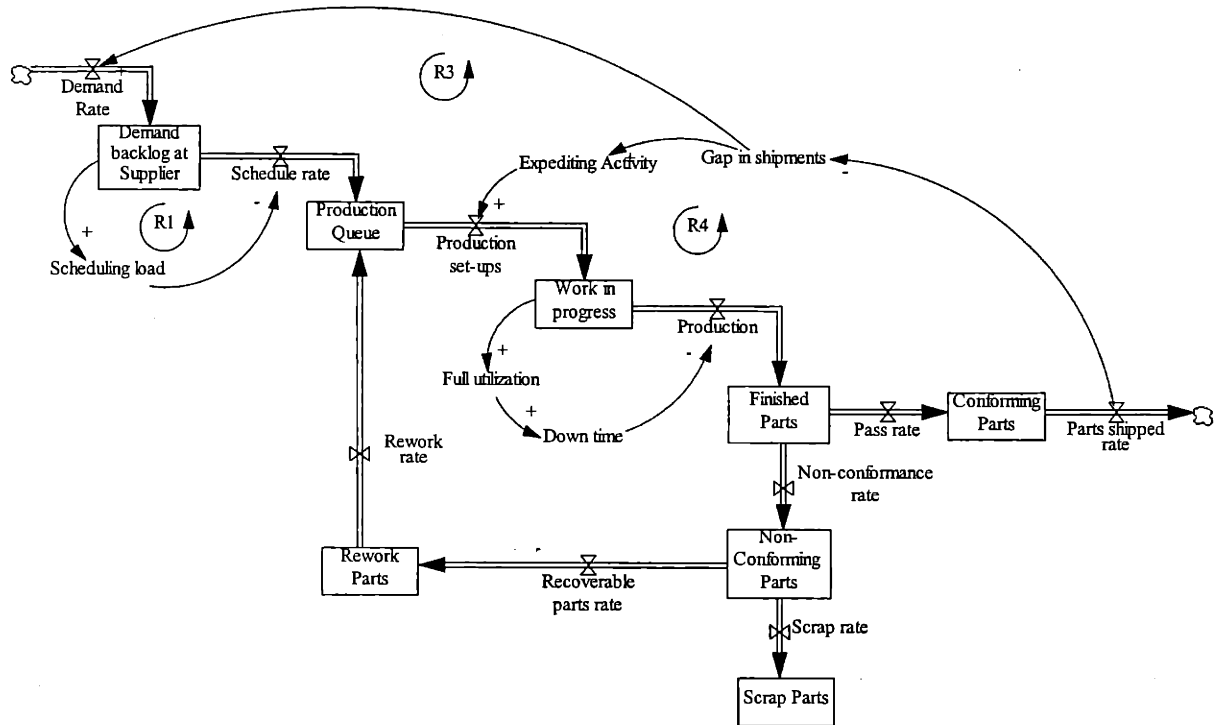 R3
+
Demand
Rate
Demand
backlog at
Supplier
Schedule rate
Expediting Activity
+
Gap in shipments
-
-
R1
+
Scheduling load
Production
Queue
+
Production
set-ups
R4
Work in
progress
Production
-
+
Full utilization
+
Down time
Finished
Parts
Pass rate
Conforming
Parts
Parts shipped
rate
Rework
rate
Non-conformance
rate
Rework
Parts
Recoverable
parts rate
Non-
Conforming
Parts
Scrap rate
Scrap Parts